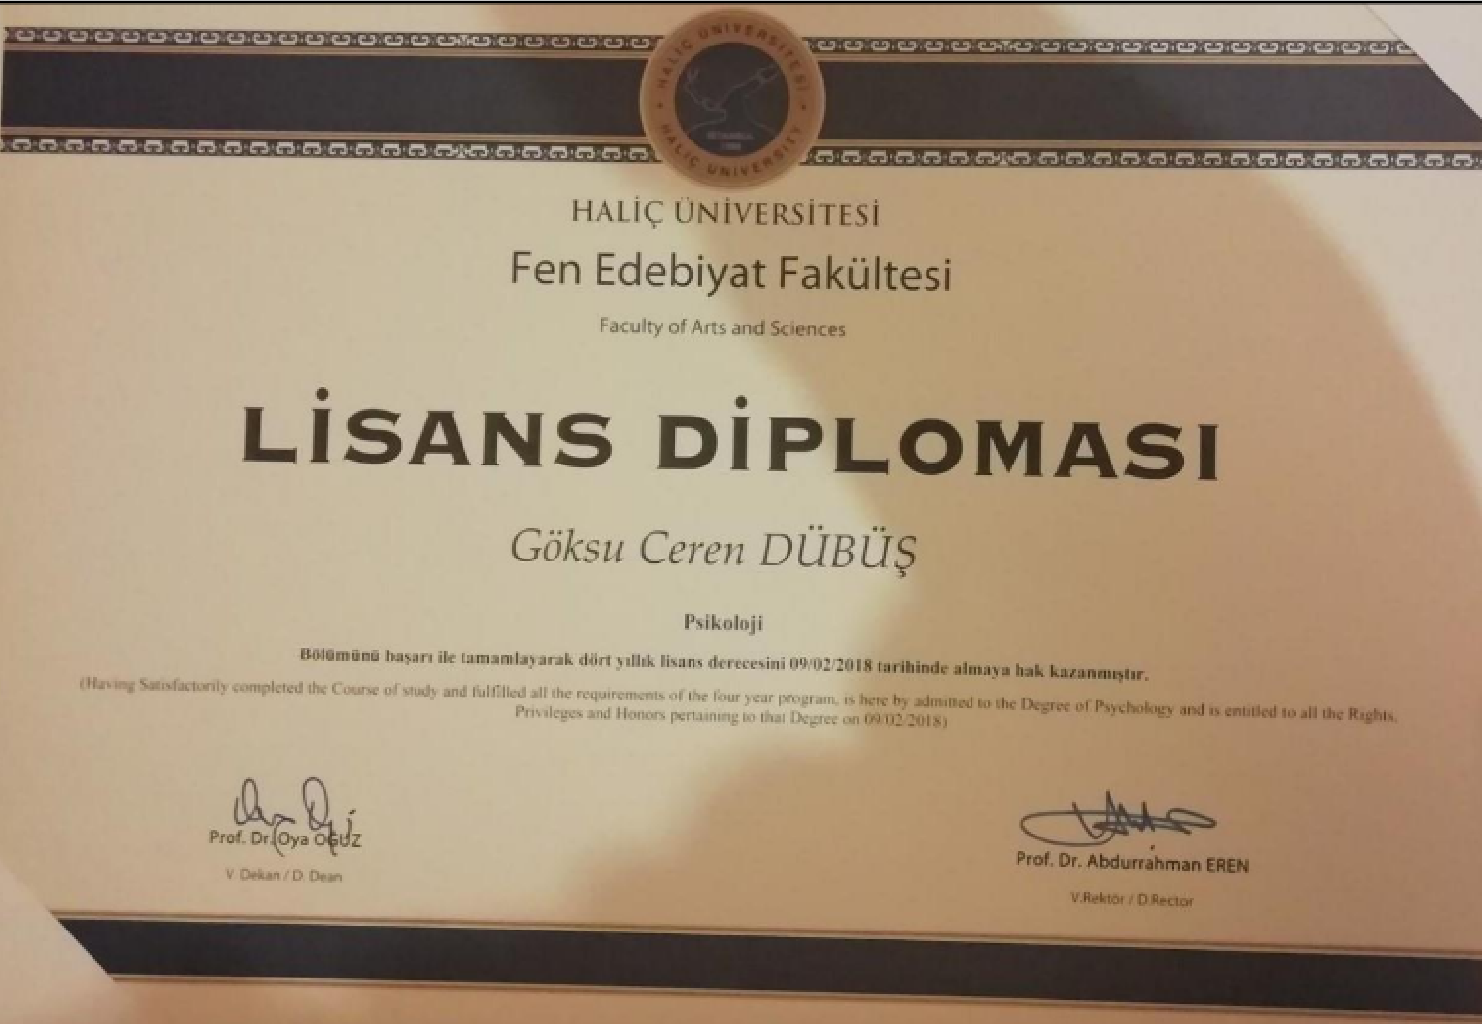 HALİÇ ÜNİVERSİTESİ
HALİÇ UNIVERSITY
HALİÇ ÜNİVERSİTESİ
Fen Edebiyat Fakültesi
Faculty of Arts and Sciences
LİSANS DİPLOMASI
Göksu Ceren DÜBÜŞ
Psikoloji
Bölümünü başarı ile tamamlayarak dört yıllık lisans derecesini 09/02/2018 tarihinde almaya hak kazanmıştır.
(Having Satisfactorily completed the Course of study and fulfilled all the requirements of the four year program, is here by admitted to the Degree of Psychology and is entitled to all the Rights,
Privileges and Honors pertaining to that Degree on 09/02/2018)
Prof. Dr. Oya OĞUZ
V. Dekan / D. Dean
Prof. Dr. Abdurrahman EREN
V.Rektör / D.Rector